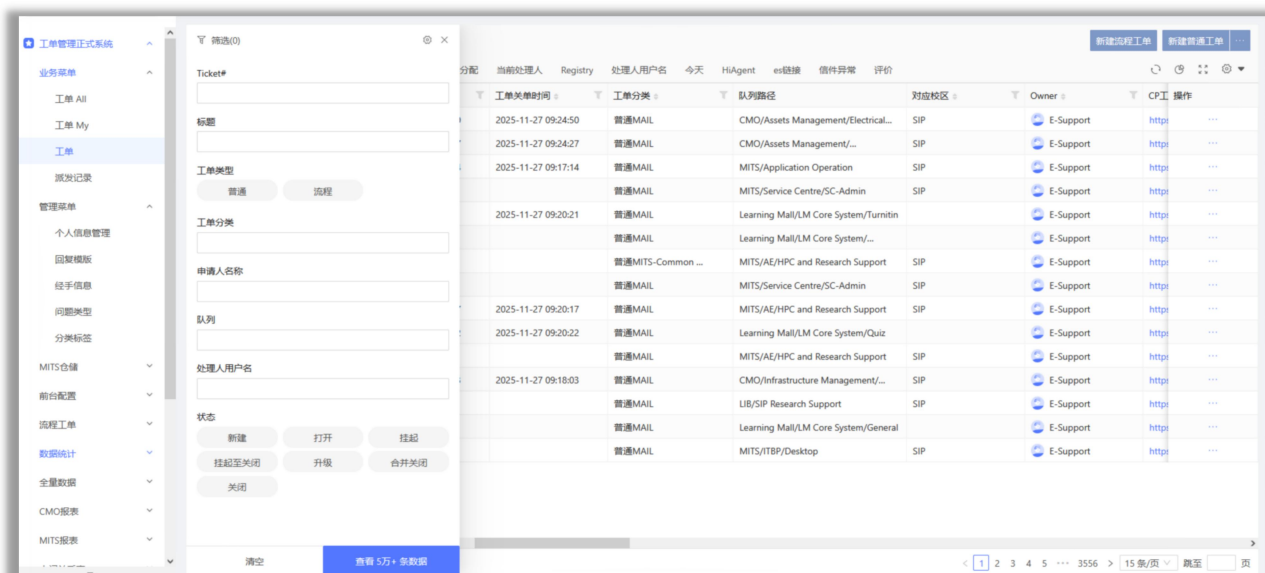 工单管理正式系统
业务菜单
工单 All
工单 My
工单
派发记录
管理菜单
个人信息管理
回复模版
经手信息
问题类型
分类标签
MITS仓储
前台配置
流程工单
数据统计
全量数据
CMO报表
MITS报表
筛选(0)
Ticket#
标题
工单类型
普通 流程
工单分类
申请人名称
队列
处理人用户名
状态
新建 打开 挂起
挂起至关闭 升级 合并关闭
关闭
清空 查看 5万+ 条数据
新建流程工单 新建普通工单 ...
分配 当前处理人 Registry 处理人用户名 今天 HiAgent es链接 信件异常 评价
工单关单时间 工单分类 队列路径 对应校区 Owner CP工 操作
2025-11-27 09:24:50 普通MAIL CMO/Assets Management/Electrical... SIP E-Support https ...
2025-11-27 09:24:27 普通MAIL CMO/Assets Management/... SIP E-Support https ...
2025-11-27 09:17:14 普通MAIL MITS/Application Operation SIP E-Support https ...
普通MAIL MITS/Service Centre/SC-Admin SIP E-Support https ...
2025-11-27 09:20:21 普通MAIL Learning Mall/LM Core System/Turnitin E-Support https ...
普通MAIL Learning Mall/LM Core System/... E-Support https ...
普通MITS-Common ... MITS/AE/HPC and Research Support SIP E-Support https ...
普通MAIL MITS/Service Centre/SC-Admin SIP E-Support https ...
2025-11-27 09:20:17 普通MAIL MITS/AE/HPC and Research Support SIP E-Support https ...
2025-11-27 09:20:22 普通MAIL Learning Mall/LM Core System/Quiz E-Support https ...
普通MAIL MITS/AE/HPC and Research Support SIP E-Support https ...
2025-11-27 09:18:03 普通MAIL CMO/Infrastructure Management/... SIP E-Support https ...
普通MAIL LIB/SIP Research Support SIP E-Support https ...
普通MAIL Learning Mall/LM Core System/General E-Support https ...
普通MAIL MITS/ITBP/Desktop SIP E-Support https ...
< 1 2 3 4 5 ... 3556 > 15 条/页 跳至 页